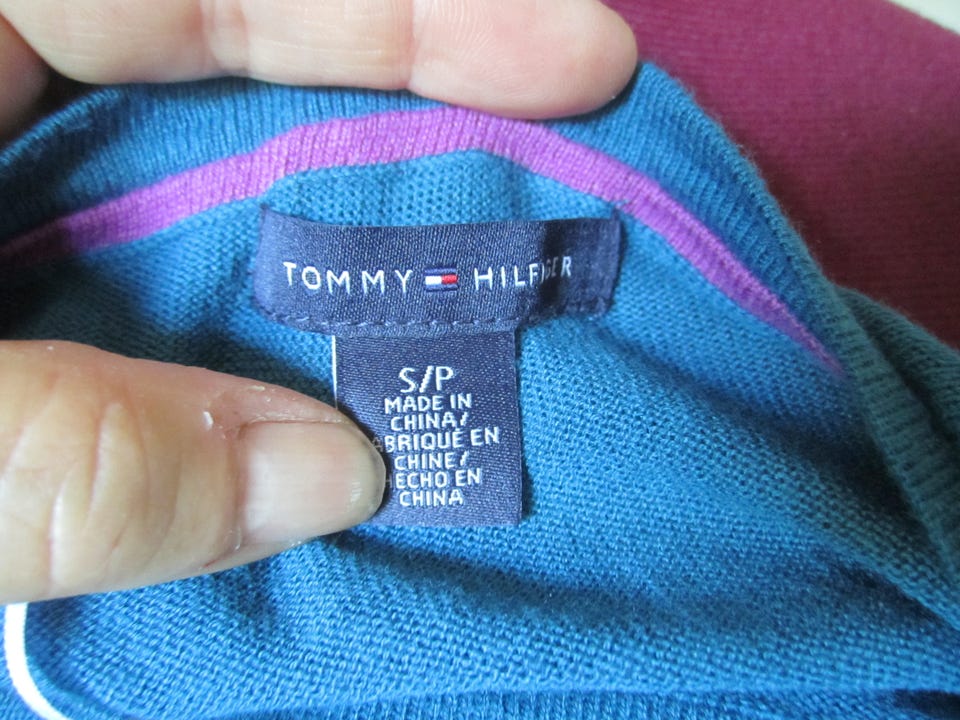 TOMMY HILFIGER
S/P
MADE IN
CHINA/
ABRIQUÉ EN
CHINE/
HECHO EN
CHINA